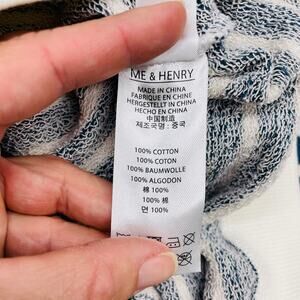 ME & HENRY
MADE IN CHINA
FABRIQUE EN CHINE
HERGESTELLT IN CHINA
HECHO EN CHINA
中国制造
제조국명 : 중국
100% COTTON
100% COTON
100% BAUMWOLLE
100% ALGODON
棉 100%
100% 棉
면 100%